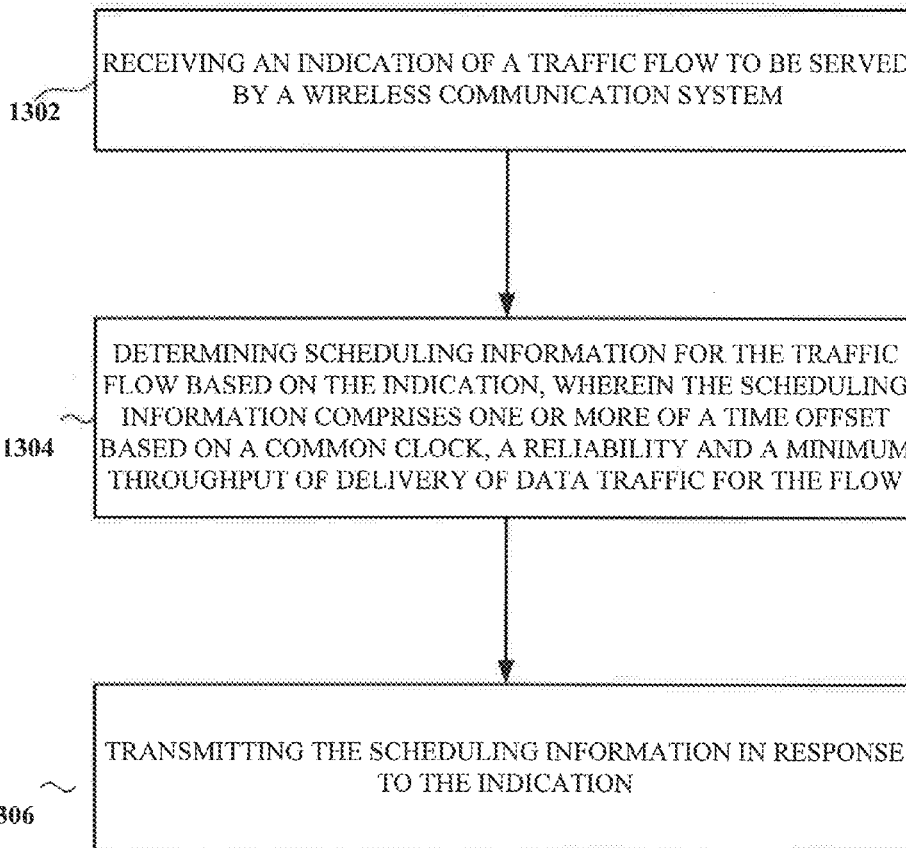 RECEIVING AN INDICATION OF A TRAFFIC FLOW TO BE SERVED
BY A WIRELESS COMMUNICATION SYSTEM
1302
DETERMINING SCHEDULING INFORMATION FOR THE TRAFFIC
FLOW BASED ON THE INDICATION, WHEREIN THE SCHEDULING
INFORMATION COMPRISES ONE OR MORE OF A TIME OFFSET
BASED ON A COMMON CLOCK, A RELIABILITY AND A MINIMUM
THROUGHPUT OF DELIVERY OF DATA TRAFFIC FOR THE FLOW
1304
TRANSMITTING THE SCHEDULING INFORMATION IN RESPONSE
TO THE INDICATION
306